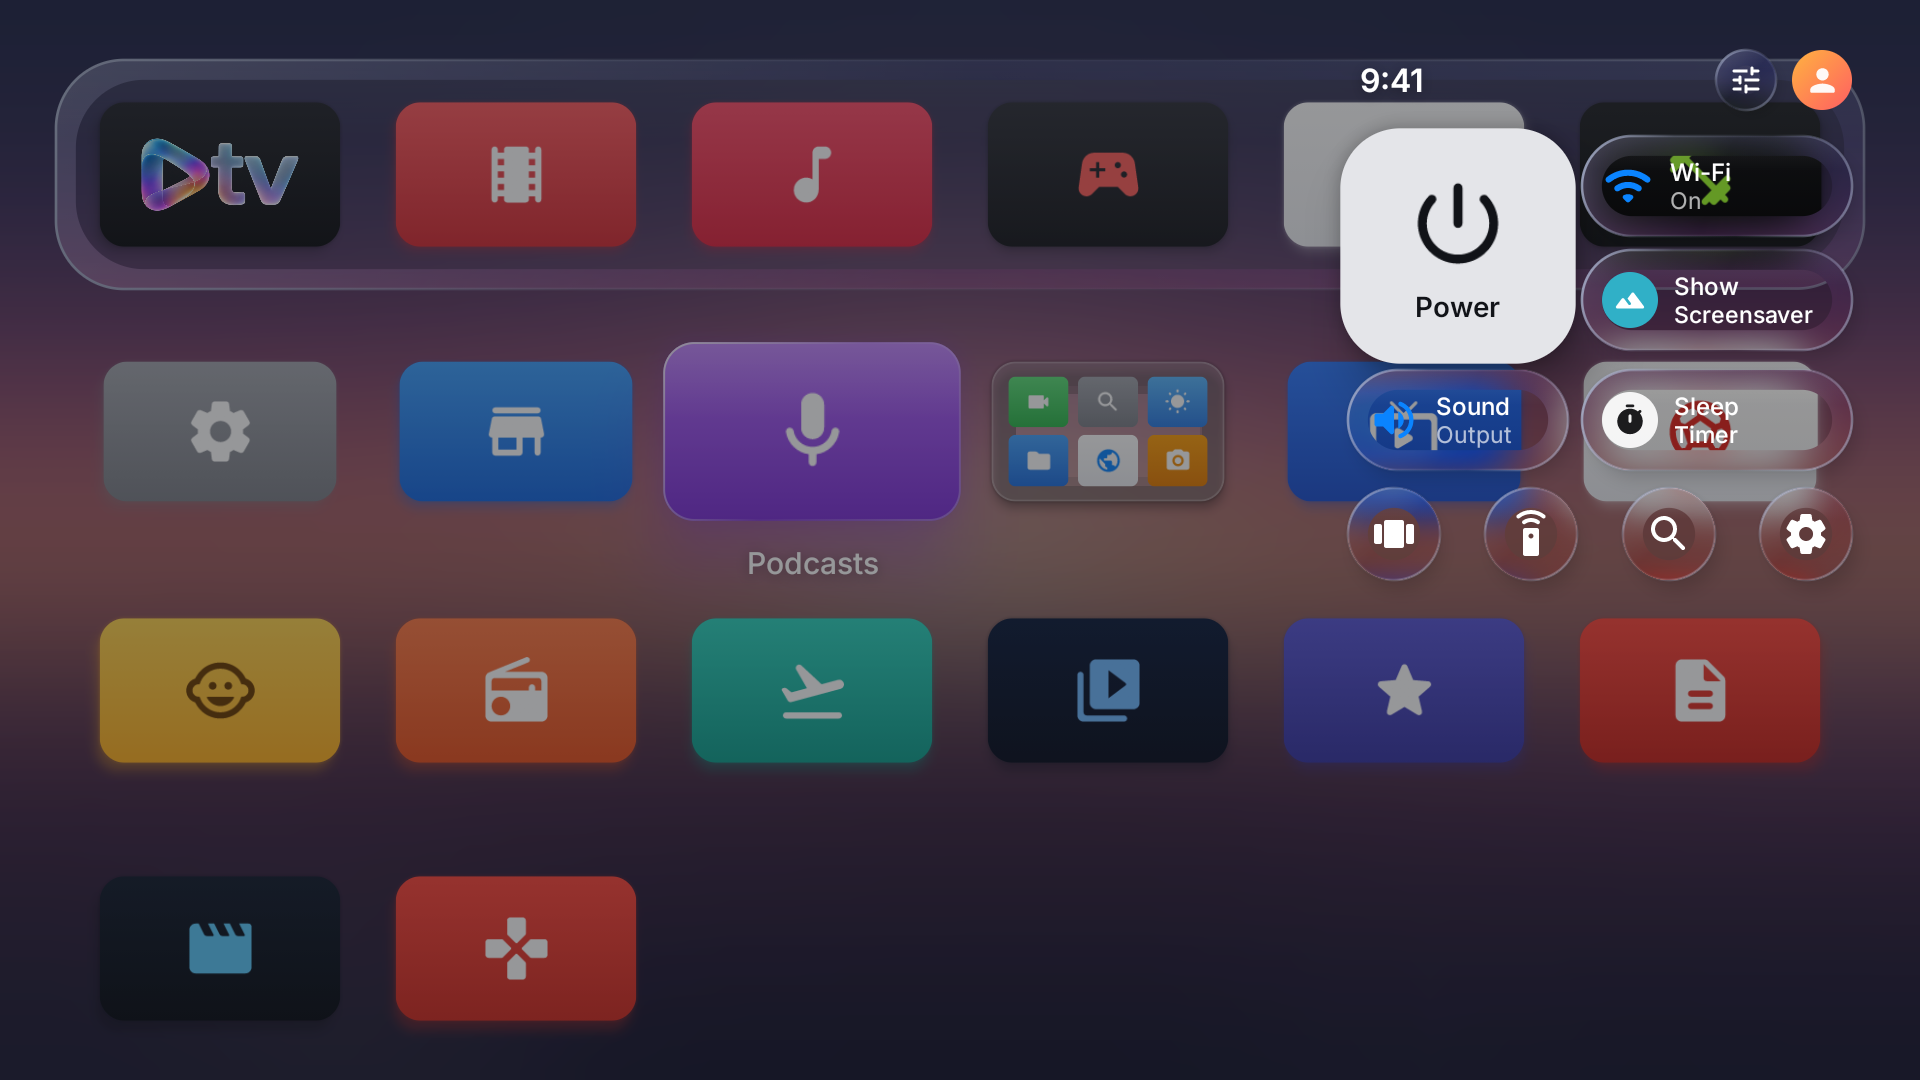 9:41
tv
Power
Wi-Fi
On
Show
Screensaver
Sound
Output
Sleep
Timer
Podcasts